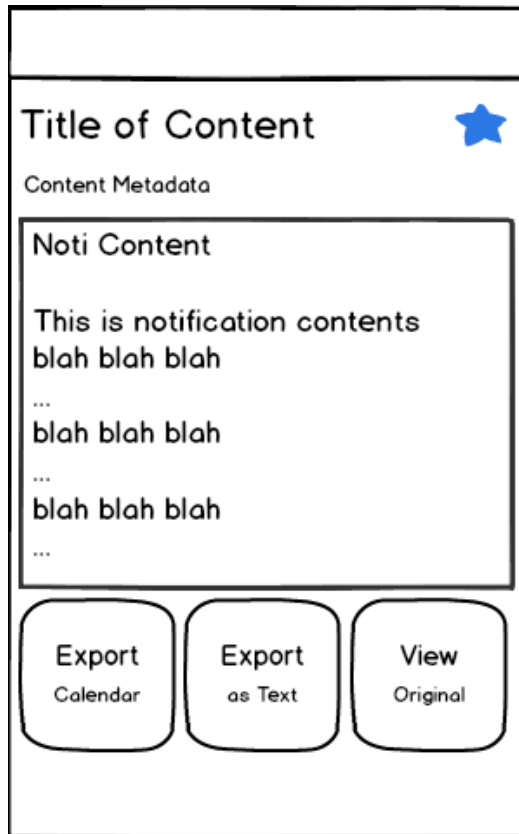 Title of Content
Content Metadata
Noti Content
This is notification contents
blah blah blah
...
blah blah blah
...
blah blah blah
...
Export
Calendar
Export
as Text
View
Original